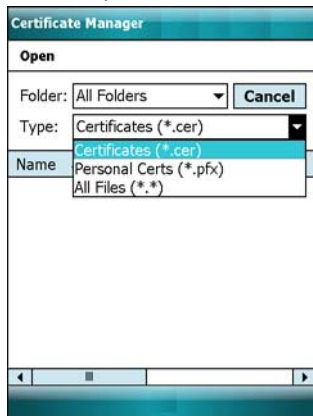 Certificate Manager
Open
Folder: All Folders Cancel
Type: Certificates (*.cer)
Certificates (*.cer)
Name Personal Certs (*.pfx)
All Files (*.*)